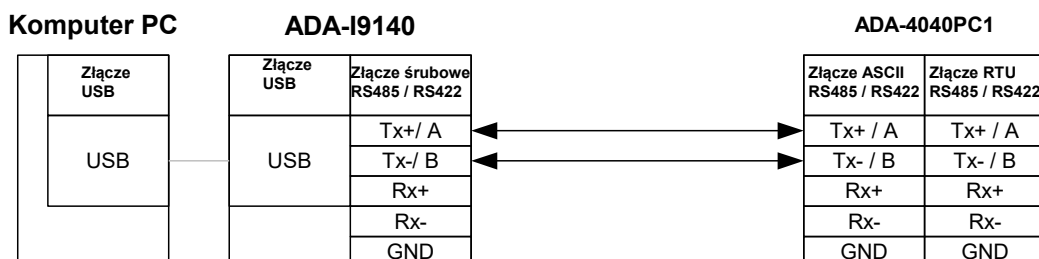 Komputer PC
ADA-I9140
ADA-4040PC1
Złącze
USB
Złącze
USB
Złącze śrubowe
RS485 / RS422
Złącze ASCII
RS485 / RS422
Złącze RTU
RS485 / RS422
USB
USB
Tx+/ A
Tx-/ B
Rx+
Rx-
GND
Tx+ / A
Tx+ / A
Tx- / B
Tx- / B
Rx+
Rx+
Rx-
Rx-
GND
GND